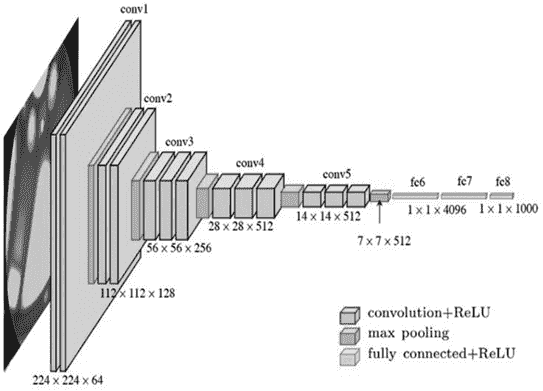 conv1
conv2
conv3
conv4
conv5
fc6 fc7 fc8
1 × 1 × 4096 1 × 1 × 1000
14 × 14 × 512
28 × 28 × 512
7 × 7 × 512
56 × 56 × 256
112 × 112 × 128
224 × 224 × 64
convolution+ReLU
max pooling
fully connected+ReLU